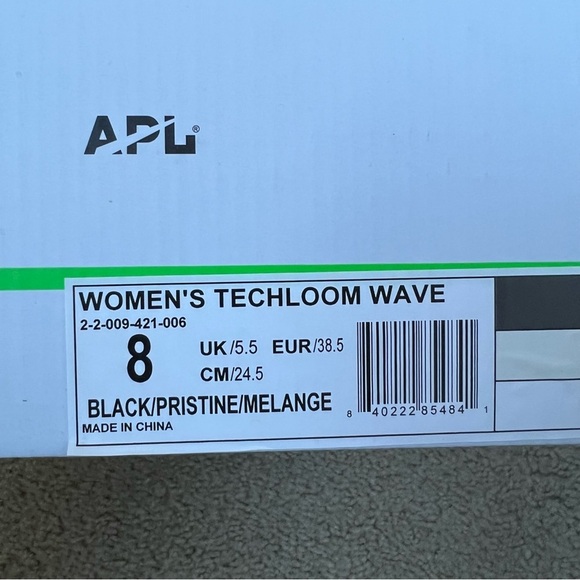 APL®
WOMEN'S TECHLOOM WAVE
2-2-009-421-006
8 UK/5.5 EUR/38.5
CM/24.5
BLACK/PRISTINE/MELANGE
MADE IN CHINA
8 40222 85484 1